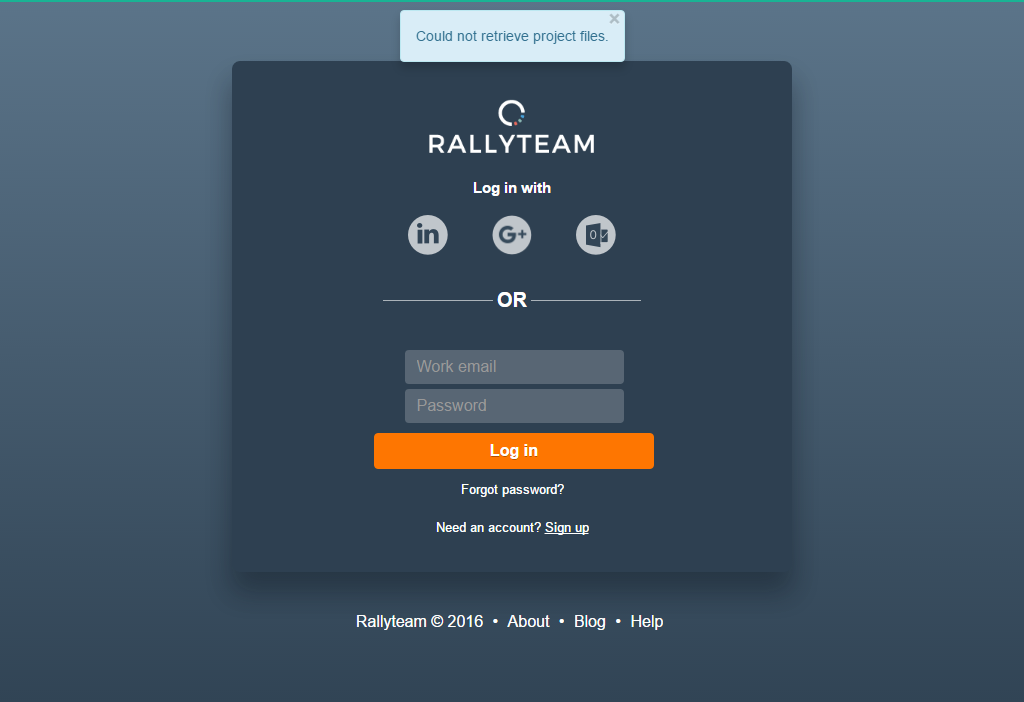 ×
Could not retrieve project files.
RALLYTEAM
Log in with
in G+ 0
OR
Work email
Password
Log in
Forgot password?
Need an account? Sign up
Rallyteam © 2016 • About • Blog • Help